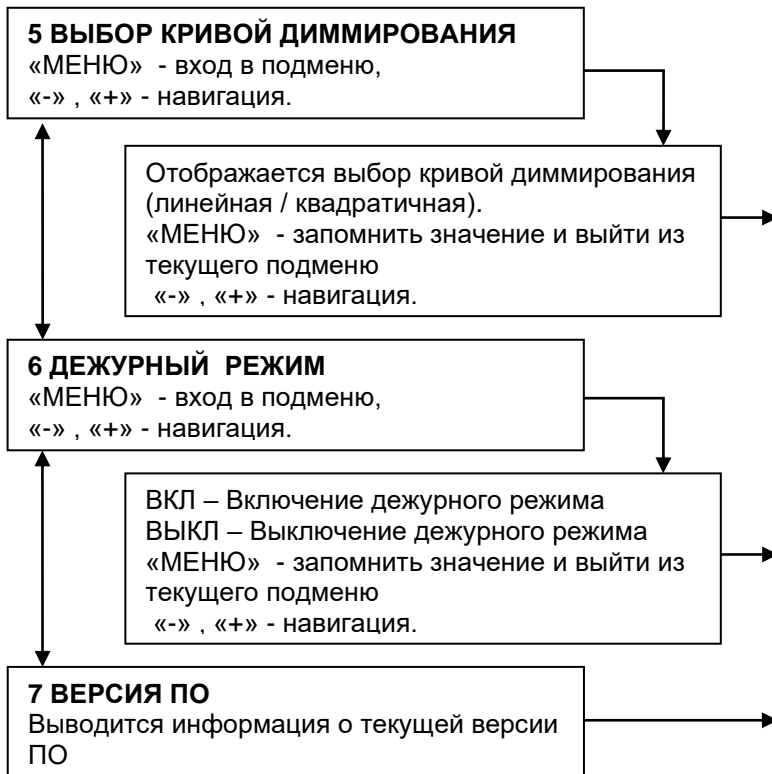 5 ВЫБОР КРИВОЙ ДИММИРОВАНИЯ
«МЕНЮ» - вход в подменю,
«-» , «+» - навигация.
Отображается выбор кривой диммирования
(линейная / квадратичная).
«МЕНЮ» - запомнить значение и выйти из
текущего подменю
«-» , «+» - навигация.
6 ДЕЖУРНЫЙ РЕЖИМ
«МЕНЮ» - вход в подменю,
«-» , «+» - навигация.
ВКЛ – Включение дежурного режима
ВЫКЛ – Выключение дежурного режима
«МЕНЮ» - запомнить значение и выйти из
текущего подменю
«-» , «+» - навигация.
7 ВЕРСИЯ ПО
Выводится информация о текущей версии
ПО